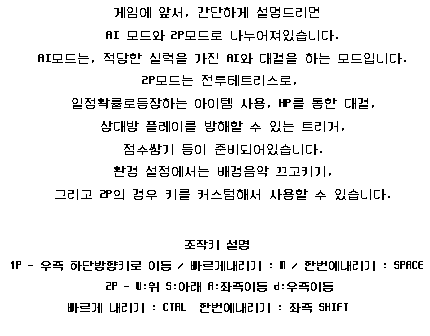 게임에 앞서, 간단하게 설명드리면
AI 모드와 2P모드로 나누어져있습니다.
AI모드는, 적당한 실력을 가진 AI와 대결을 하는 모드입니다.
2P모드는 전투테트리스로,
일정확률로등장하는 아이템 사용, HP를 통한 대결,
상대방 플레이를 방해할 수 있는 트리거,
점수쌓기 등이 준비되어있습니다.
환경 설정에서는 배경음악 끄고키기,
그리고 2P의 경우 키를 커스텀해서 사용할 수 있습니다.
조작키 설명
1P - 우측 하단방향키로 이동 / 빠르게내리기 : M / 한번에내리기 : SPACE
2P - W:위 S:아래 A:좌측이동 d:우측이동
빠르게 내리기 : CTRL 한번에내리기 : 좌측 SHIFT